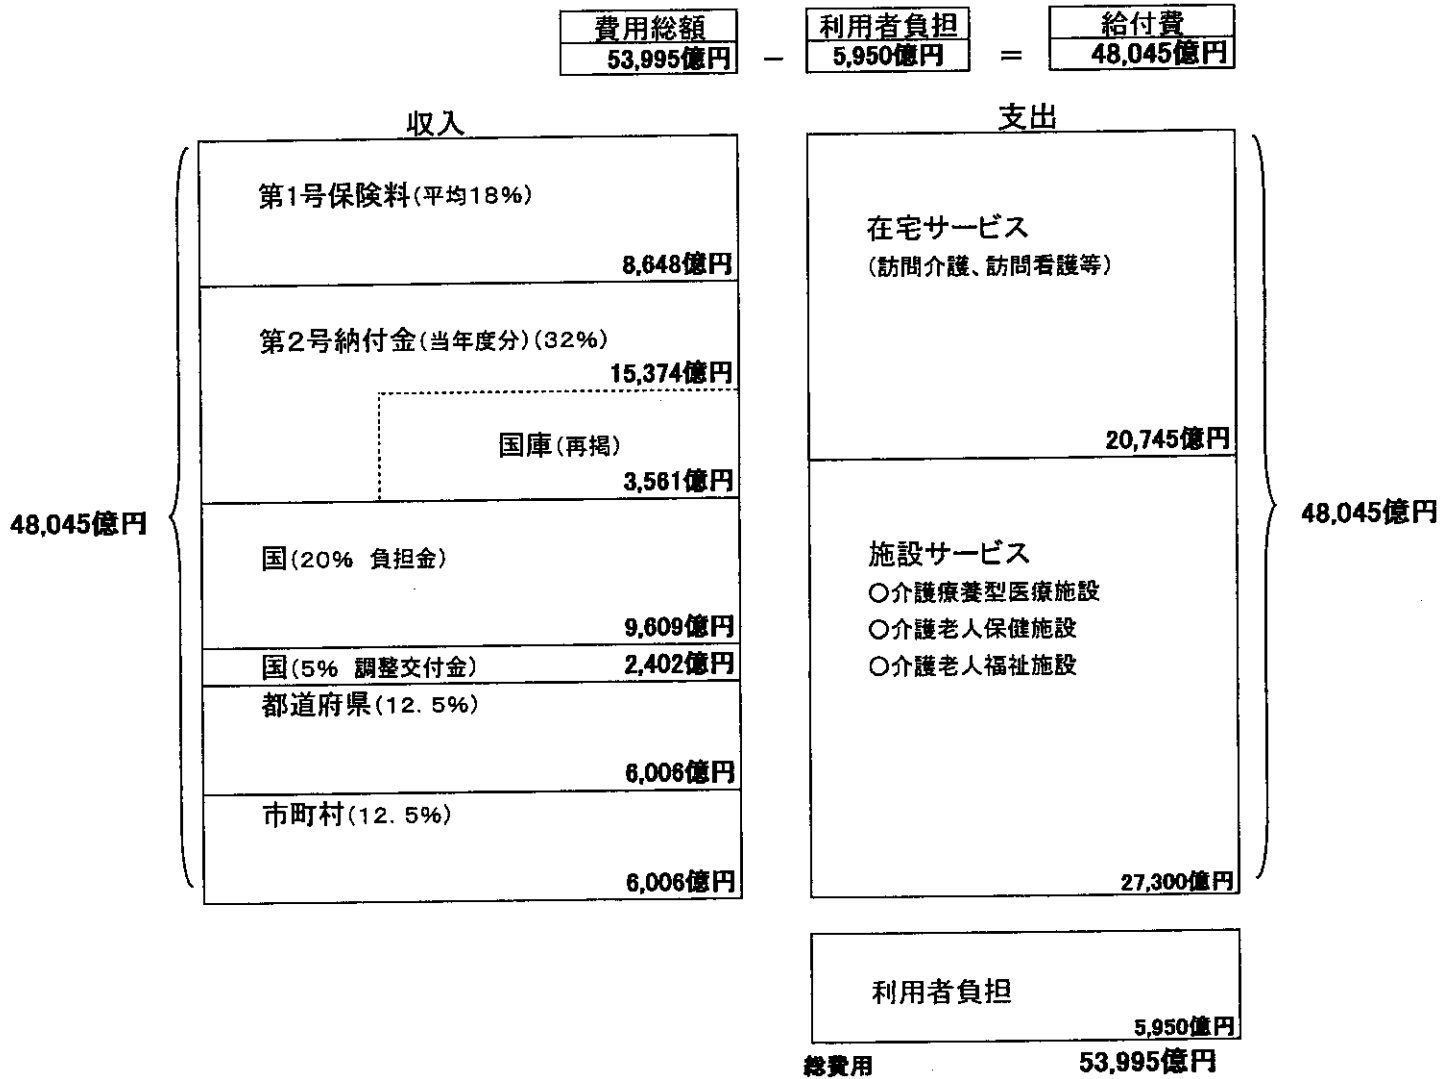 費用総額
53,995億円
－
利用者負担
5,950億円
＝
給付費
48,045億円
収入
第1号保険料(平均18%)
8,648億円
第2号納付金(当年度分)(32%)
15,374億円
国庫(再掲)
3,561億円
国(20% 負担金)
9,609億円
国(5% 調整交付金) 2,402億円
都道府県(12.5%)
6,006億円
市町村(12.5%)
6,006億円
48,045億円
支出
在宅サービス
(訪問介護、訪問看護等)
20,745億円
施設サービス
○介護療養型医療施設
○介護老人保健施設
○介護老人福祉施設
27,300億円
48,045億円
利用者負担
5,950億円
総費用 53,995億円